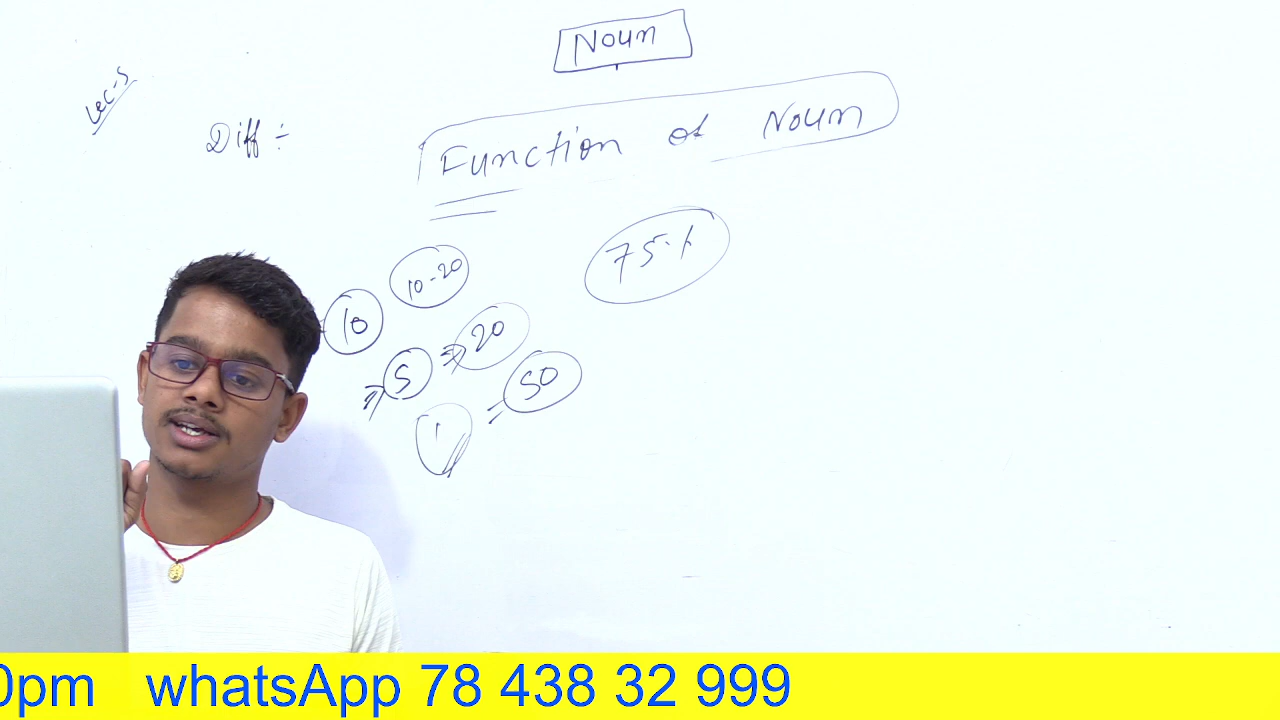 Noun
Lec-5
Diff ÷
Function of Noun
10-20
75%
10
20
5
50
1
0pm whatsApp 78 438 32 999